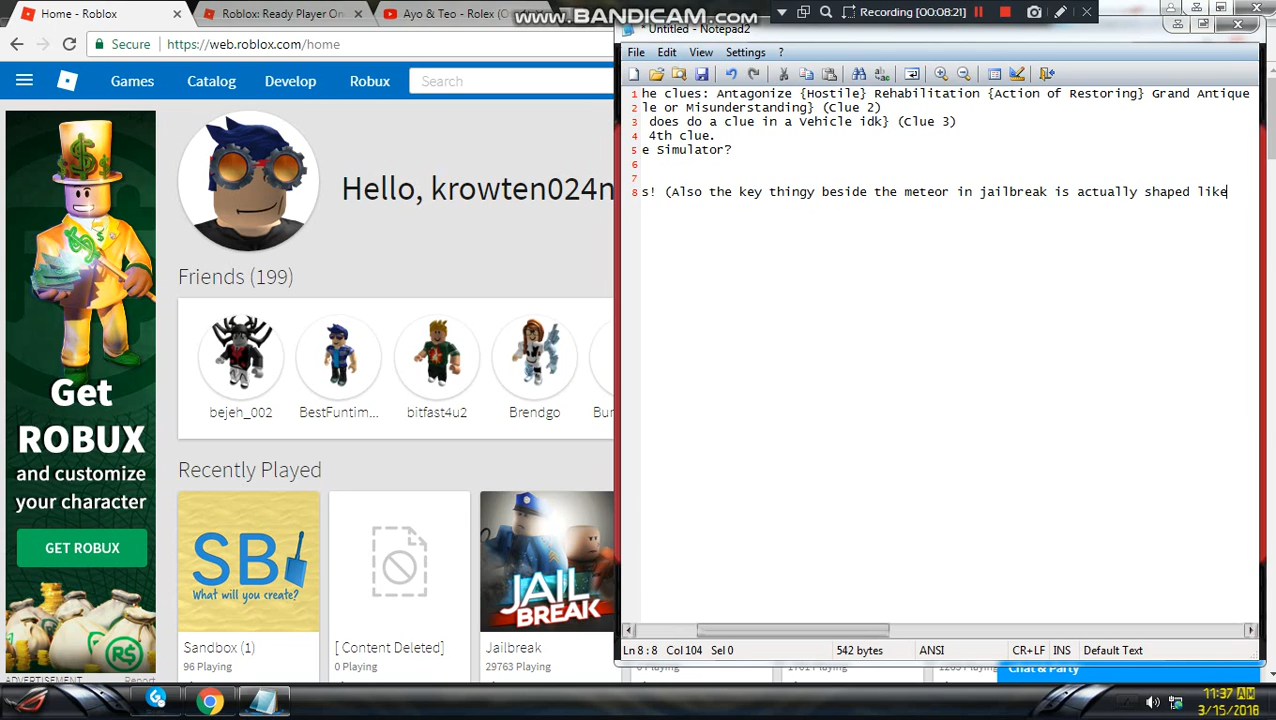 Home - Roblox
Roblox: Ready Player On
Ayo & Teo - Rolex (
www.BANDICAM.com
Recording [00:08:21]
* Untitled - Notepad2
Secure
https://web.roblox.com/home
File Edit View Settings ?
Games Catalog Develop Robux
Search
1 he clues: Antagonize {Hostile} Rehabilitation {Action of Restoring} Grand Antique
2 le or Misunderstanding} (Clue 2)
3 does do a clue in a Vehicle idk} (Clue 3)
4 4th clue.
5 e Simulator?
6
7
8 s! (Also the key thingy beside the meteor in jailbreak is actually shaped like
Hello, krowten024n
Friends (199)
bejeh_002
BestFuntim...
bitfast4u2
Brendgo
Get
ROBUX
and customize
your character
GET ROBUX
Recently Played
SB
What will you create?
JAIL
BREAK
Sandbox (1)
96 Playing
[ Content Deleted]
0 Playing
Jailbreak
29763 Playing
Ln 8 : 8 Col 104 Sel 0 542 bytes ANSI CR+LF INS Default Text
Chat & Party
ADVERTISEMENT
Report
11:37 AM
3/15/2018